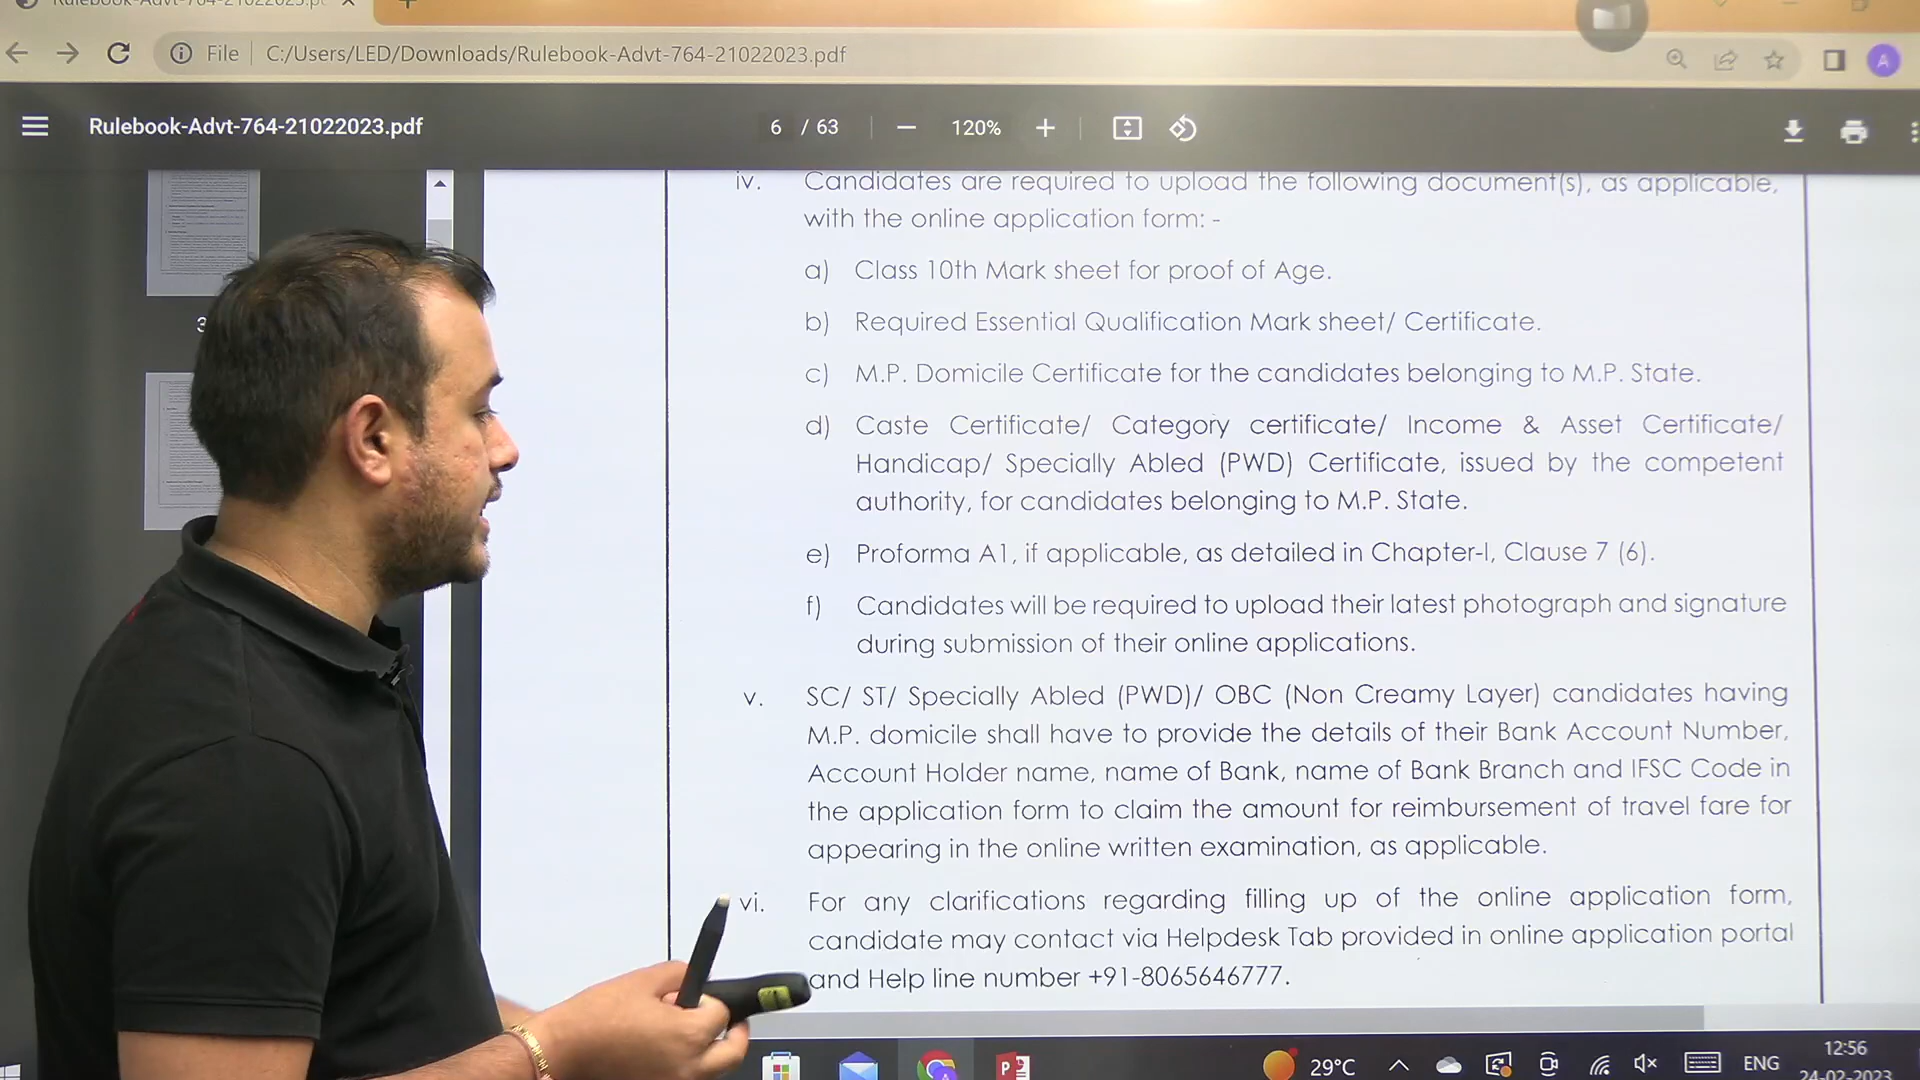 File C:/Users/LED/Downloads/Rulebook-Advt-764-21022023.pdf
A
Rulebook-Advt-764-21022023.pdf
6 / 63
120%
iv. Candidates are required to upload the following document(s), as applicable,
with the online application form: -
a) Class 10th Mark sheet for proof of Age.
b) Required Essential Qualification Mark sheet/ Certificate.
c) M.P. Domicile Certificate for the candidates belonging to M.P. State.
d) Caste Certificate/ Category certificate/ Income & Asset Certificate/
Handicap/ Specially Abled (PWD) Certificate, issued by the competent
authority, for candidates belonging to M.P. State.
e) Proforma A1, if applicable, as detailed in Chapter-I, Clause 7 (6).
f) Candidates will be required to upload their latest photograph and signature
during submission of their online applications.
v. SC/ ST/ Specially Abled (PWD)/ OBC (Non Creamy Layer) candidates having
M.P. domicile shall have to provide the details of their Bank Account Number,
Account Holder name, name of Bank, name of Bank Branch and IFSC Code in
the application form to claim the amount for reimbursement of travel fare for
appearing in the online written examination, as applicable.
vi. For any clarifications regarding filling up of the online application form,
candidate may contact via Helpdesk Tab provided in online application portal
and Help line number +91-8065646777.
29°C
ENG
12:56
24-02-2023